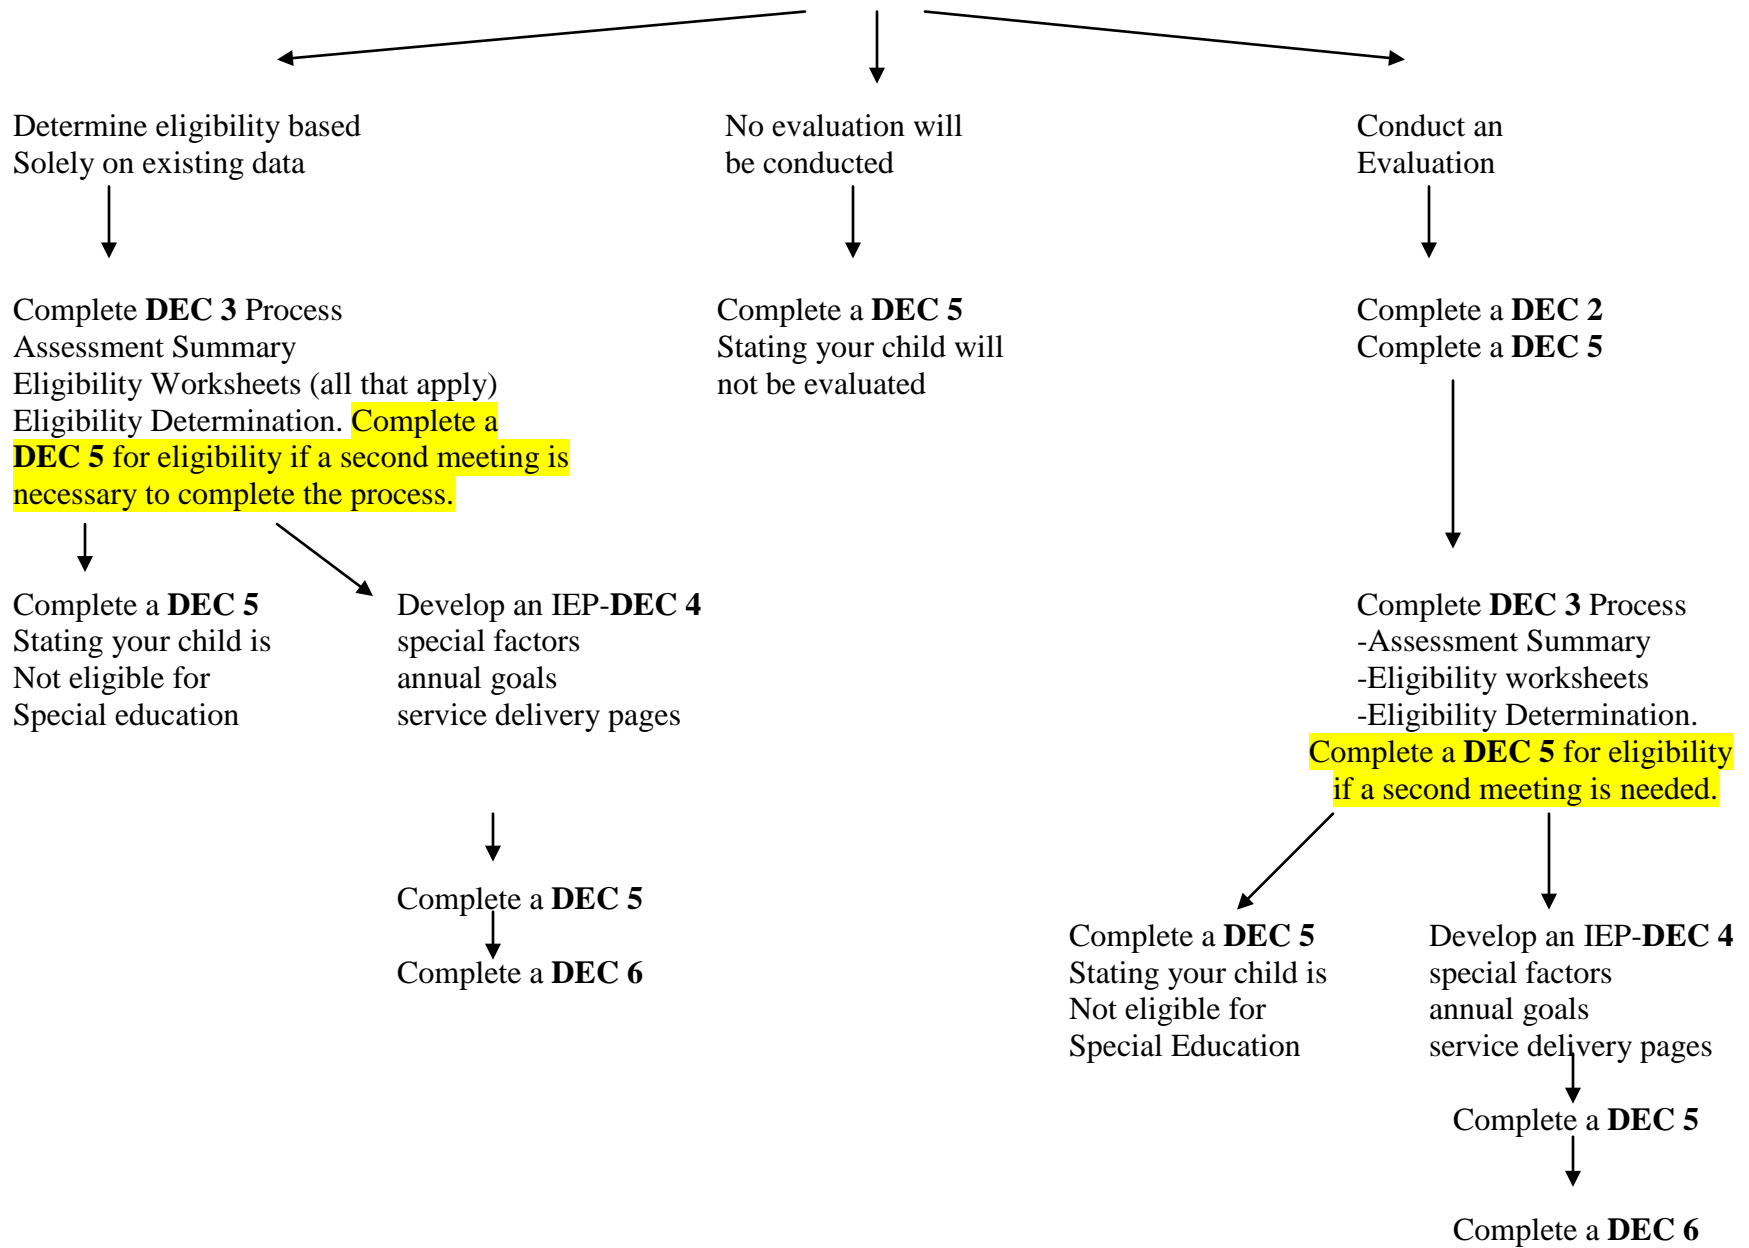 Determine eligibility based
Solely on existing data
No evaluation will
be conducted
Conduct an
Evaluation
Complete DEC 3 Process
Assessment Summary
Eligibility Worksheets (all that apply)
Eligibility Determination. Complete a
DEC 5 for eligibility if a second meeting is
necessary to complete the process.
Complete a DEC 5
Stating your child will
not be evaluated
Complete a DEC 2
Complete a DEC 5
Complete a DEC 5
Stating your child is
Not eligible for
Special education
Develop an IEP-DEC 4
special factors
annual goals
service delivery pages
Complete a DEC 5
Complete a DEC 6
Complete DEC 3 Process
-Assessment Summary
-Eligibility worksheets
-Eligibility Determination.
Complete a DEC 5 for eligibility
if a second meeting is needed.
Complete a DEC 5
Stating your child is
Not eligible for
Special Education
Develop an IEP-DEC 4
special factors
annual goals
service delivery pages
Complete a DEC 5
Complete a DEC 6